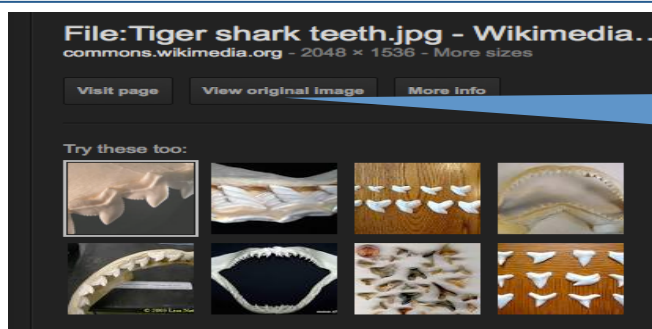 File:Tiger shark teeth.jpg - Wikimedia..
commons.wikimedia.org - 2048 × 1536 - More sizes
Visit page View original image More info
Try these too: